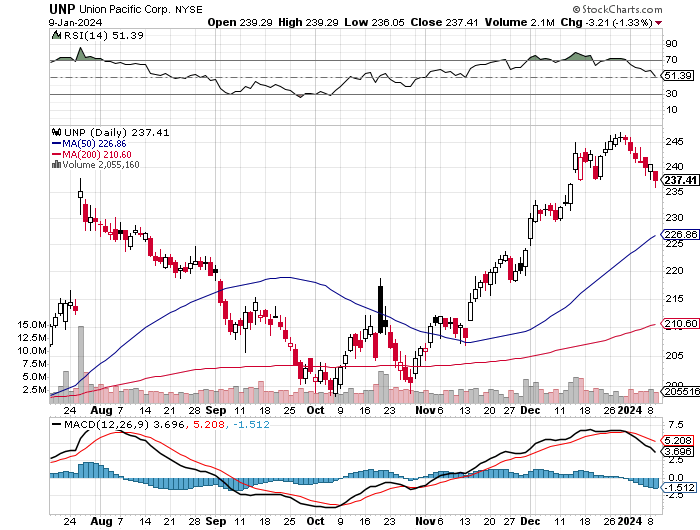 UNP Union Pacific Corp. NYSE © StockCharts.com
9-Jan-2024 Open 239.29 High 239.29 Low 236.05 Close 237.41 Volume 2.1M Chg -3.21 (-1.33%)
RSI(14) 51.39
90
70
51.39
30
10
UNP (Daily) 237.41
MA(50) 226.86
MA(200) 210.60
Volume 2,055,160
245
240
237.41
235
230
226.86
225
220
215
15.0M 210.60
12.5M
10.0M
7.5M 205
5.0M
2.5M 200
2055160
24 Aug 7 14 21 28 Sep 11 18 25 Oct 9 16 23 Nov 6 13 20 27 Dec 11 18 26 2024 8
MACD(12,26,9) 3.696, 5.208, -1.512
7.5
5.208
3.696
2.5
0.0
-1.512
-2.5
24 Aug 7 14 21 28 Sep 11 18 25 Oct 9 16 23 Nov 6 13 20 27 Dec 11 18 26 2024 8